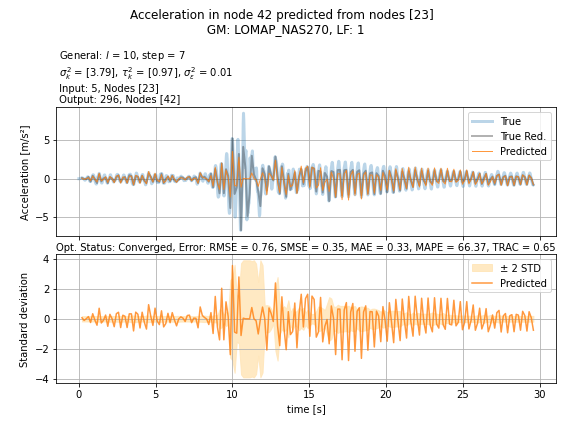 Acceleration in node 42 predicted from nodes [23]
GM: LOMAP_NAS270, LF: 1
General: l = 10, step = 7
σ²ₖ = [3.79], τ²ₖ = [0.97], σ²ε = 0.01
Input: 5, Nodes [23]
Output: 296, Nodes [42]
Acceleration [m/s²]
5
0
−5
True
True Red.
Predicted
Opt. Status: Converged, Error: RMSE = 0.76, SMSE = 0.35, MAE = 0.33, MAPE = 66.37, TRAC = 0.65
Standard deviation
4
2
0
−2
−4
± 2 STD
Predicted
0 5 10 15 20 25 30
time [s]